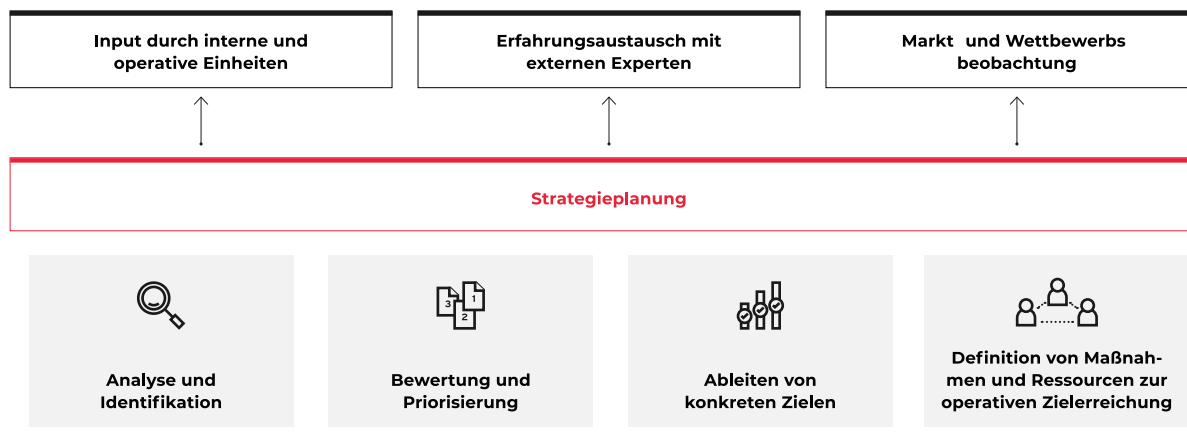 Input durch interne und
operative Einheiten
Erfahrungsaustausch mit
externen Experten
Markt und Wettbewerbs
beobachtung
Strategieplanung
3
1
2
Analyse und
Identifikation
Bewertung und
Priorisierung
Ableiten von
konkreten Zielen
Definition von Maßnah-
men und Ressourcen zur
operativen Zielerreichung